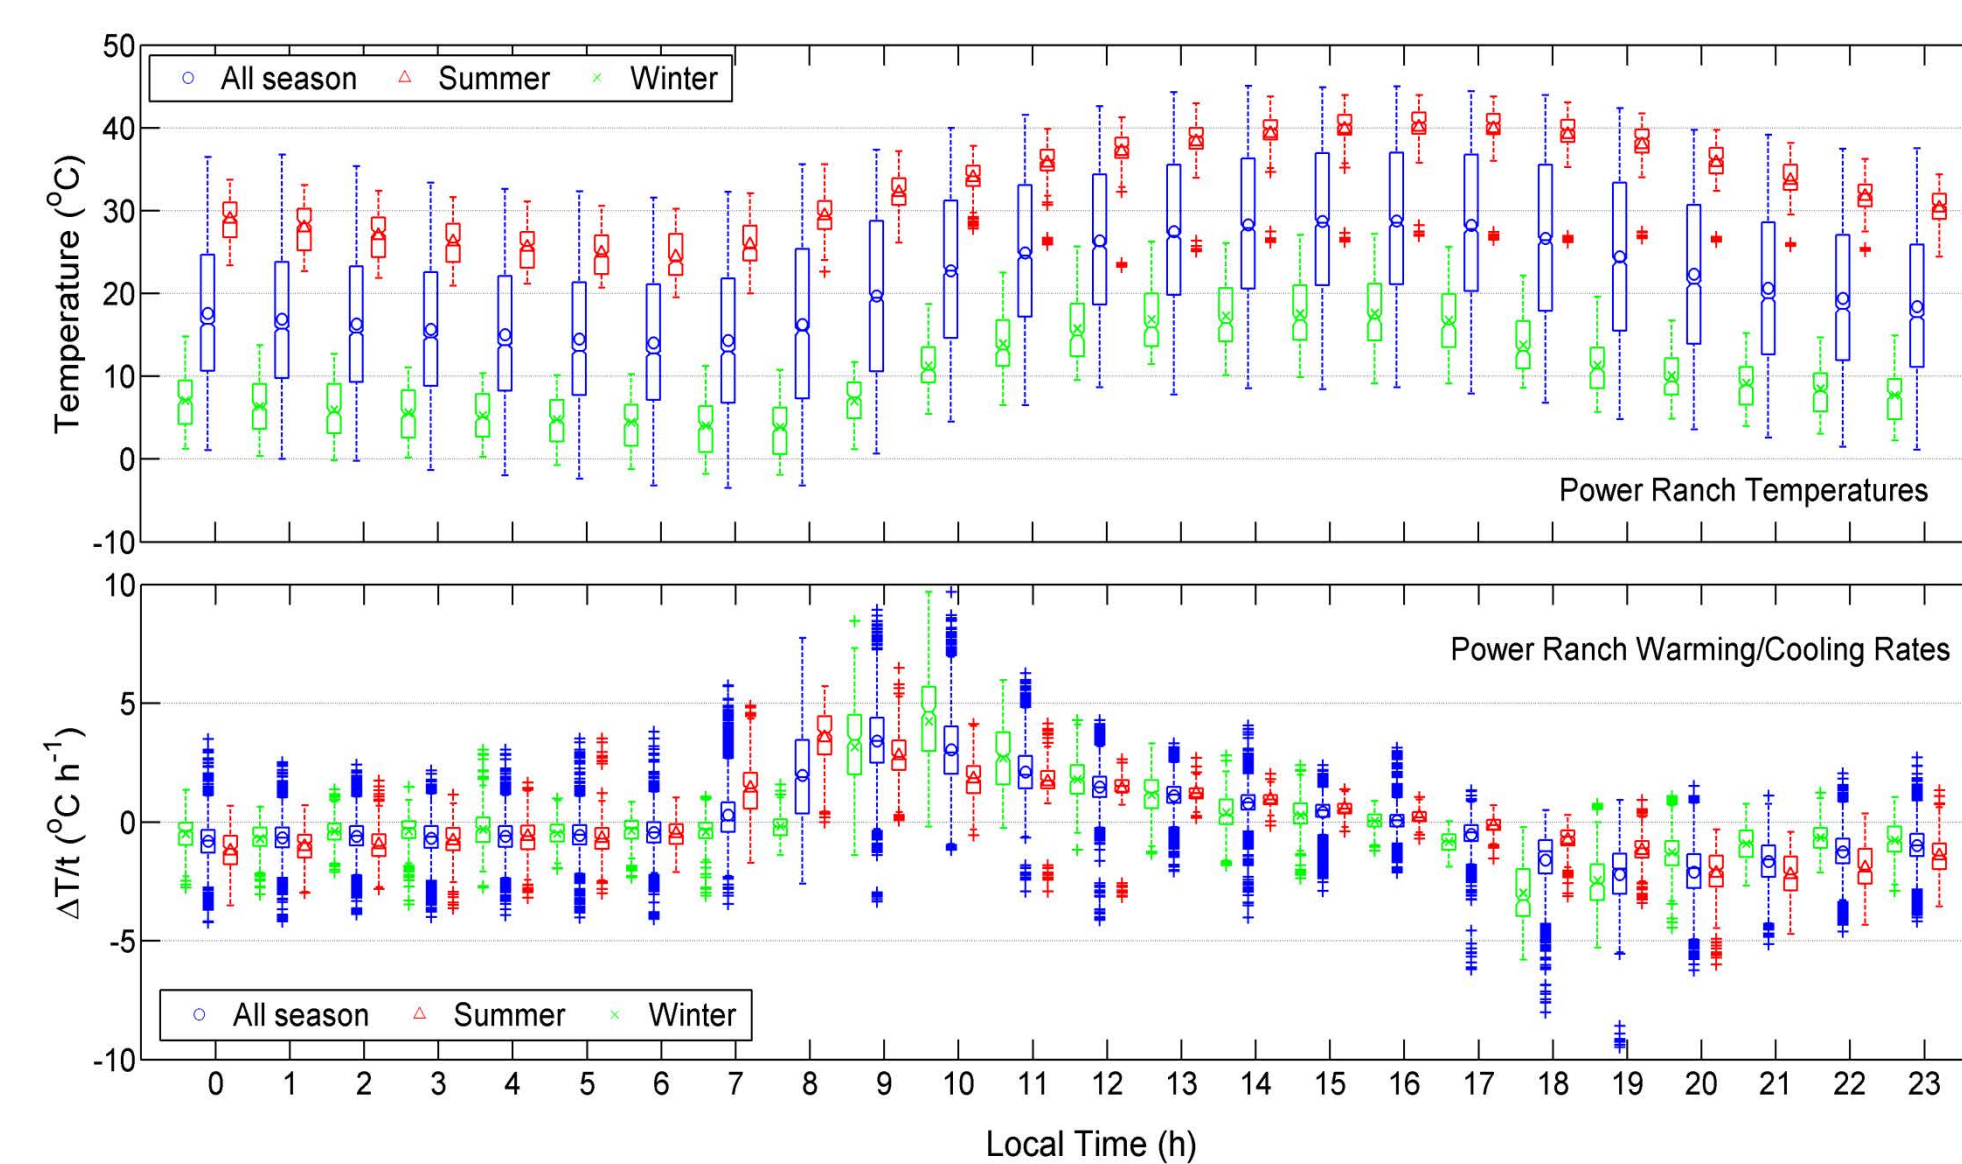 50
All season Summer Winter
40
30
20
10
0
-10
Temperature (°C)
Power Ranch Temperatures
10
Power Ranch Warming/Cooling Rates
5
0
-5
-10
ΔT/t (°C h⁻¹)
All season Summer Winter
0 1 2 3 4 5 6 7 8 9 10 11 12 13 14 15 16 17 18 19 20 21 22 23
Local Time (h)